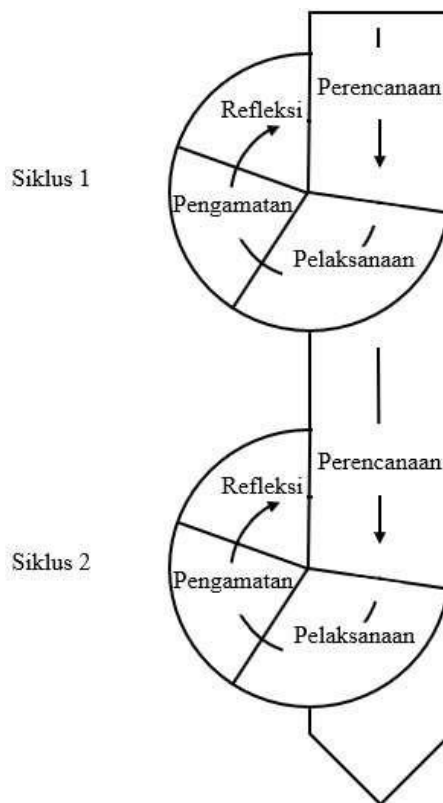 Perencanaan
Refleksi
Siklus 1
Pengamatan
Pelaksanaan
Perencanaan
Refleksi
Siklus 2
Pengamatan
Pelaksanaan